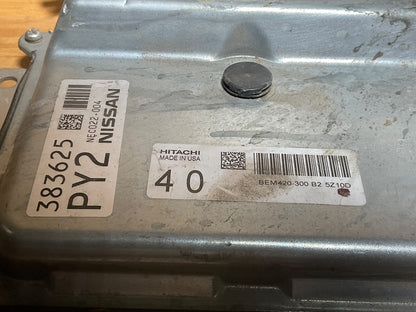 383625
PY2
NEC022-004
NISSAN
HITACHI
MADE IN USA
40
BEM420-300 B2 5Z10D